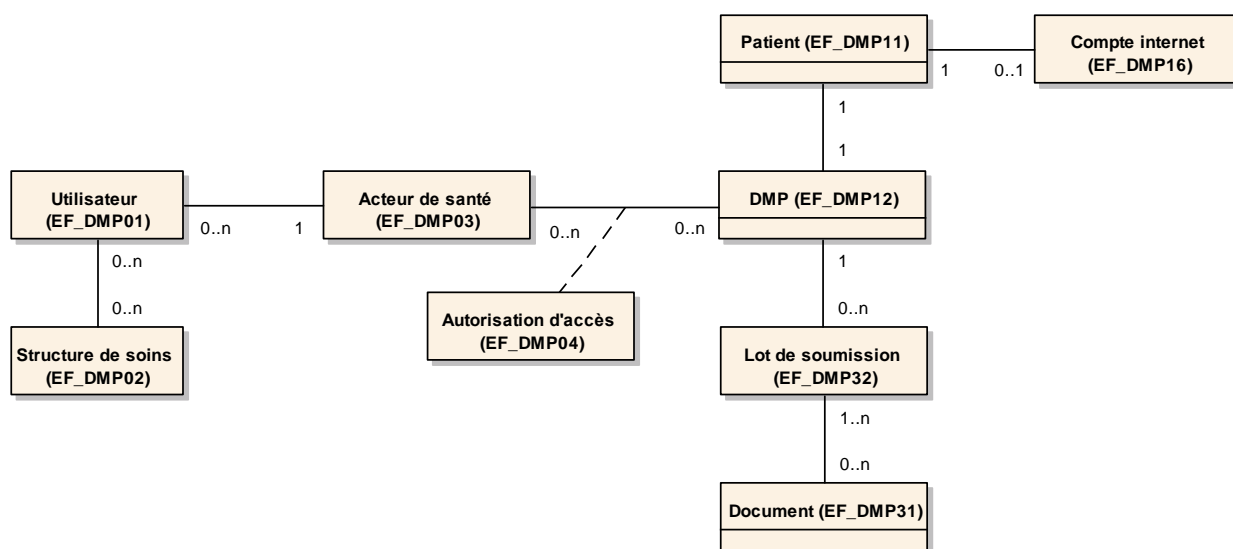 Patient (EF_DMP11)
Compte internet
(EF_DMP16)
1
0..1
1
1
Utilisateur
(EF_DMP01)
Acteur de santé
(EF_DMP03)
DMP (EF_DMP12)
0..n
1
0..n
0..n
0..n
1
Autorisation d'accès
(EF_DMP04)
0..n
0..n
Structure de soins
(EF_DMP02)
Lot de soumission
(EF_DMP32)
1..n
0..n
Document (EF_DMP31)